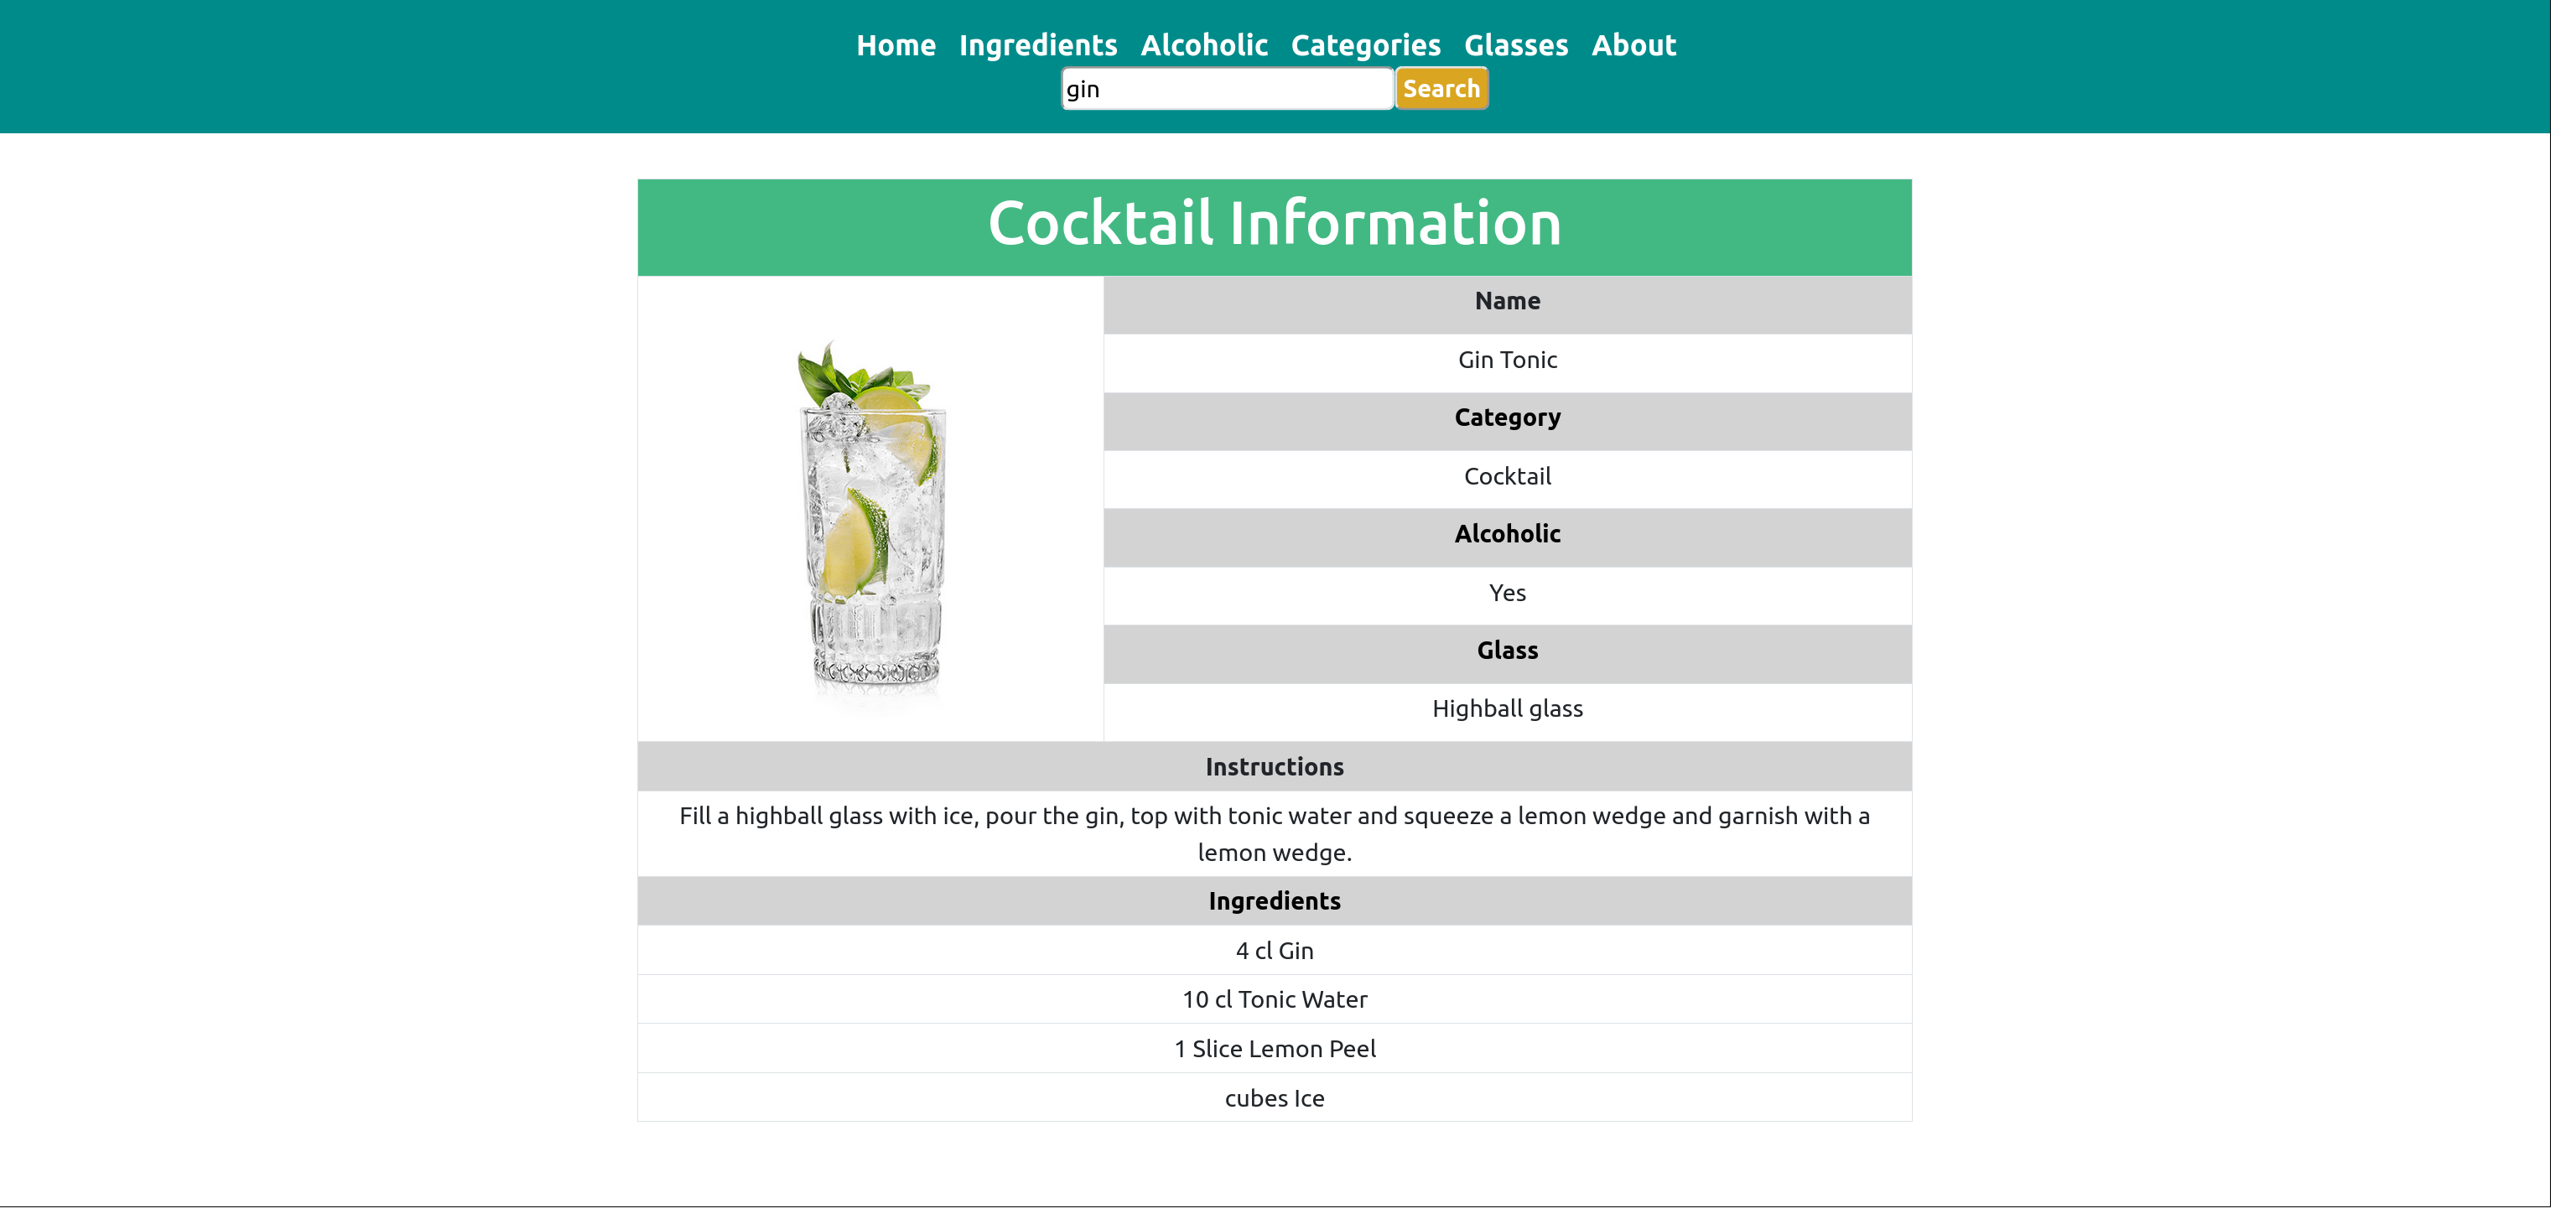 Home Ingredients Alcoholic Categories Glasses About
gin Search
Cocktail Information
Name
Gin Tonic
Category
Cocktail
Alcoholic
Yes
Glass
Highball glass
Instructions
Fill a highball glass with ice, pour the gin, top with tonic water and squeeze a lemon wedge and garnish with a
lemon wedge.
Ingredients
4 cl Gin
10 cl Tonic Water
1 Slice Lemon Peel
cubes Ice